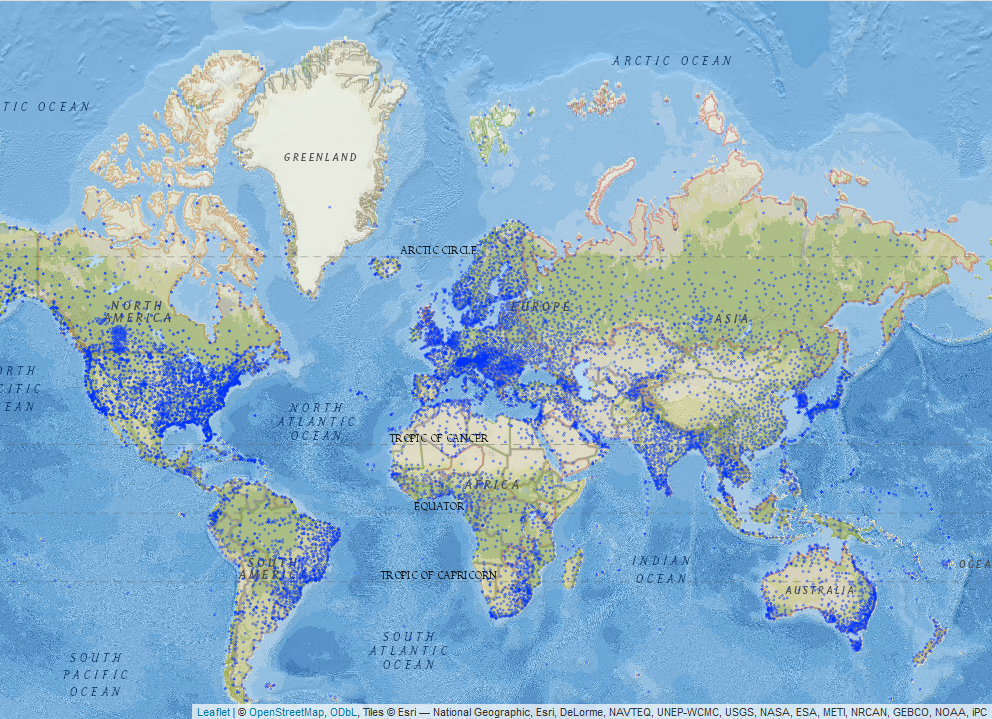 ARCTIC OCEAN
TIC OCEAN
GREENLAND
ARCTIC CIRCLE
NORTH
AMERICA
EUROPE
ASIA
ORTH
CIFIC
EAN
NORTH
ATLANTIC
OCEAN
TROPIC OF CANCER
AFRICA
EQUATOR
SOUTH
AMERICA
TROPIC OF CAPRICORN
INDIAN
OCEAN
OCEA
AUSTRALIA
SOUTH
ATLANTIC
OCEAN
SOUTH
PACIFIC
OCEAN
Leaflet | © OpenStreetMap, ODbL, Tiles © Esri — National Geographic, Esri, DeLorme, NAVTEQ, UNEP-WCMC, USGS, NASA, ESA, METI, NRCAN, GEBCO, NOAA, iPC